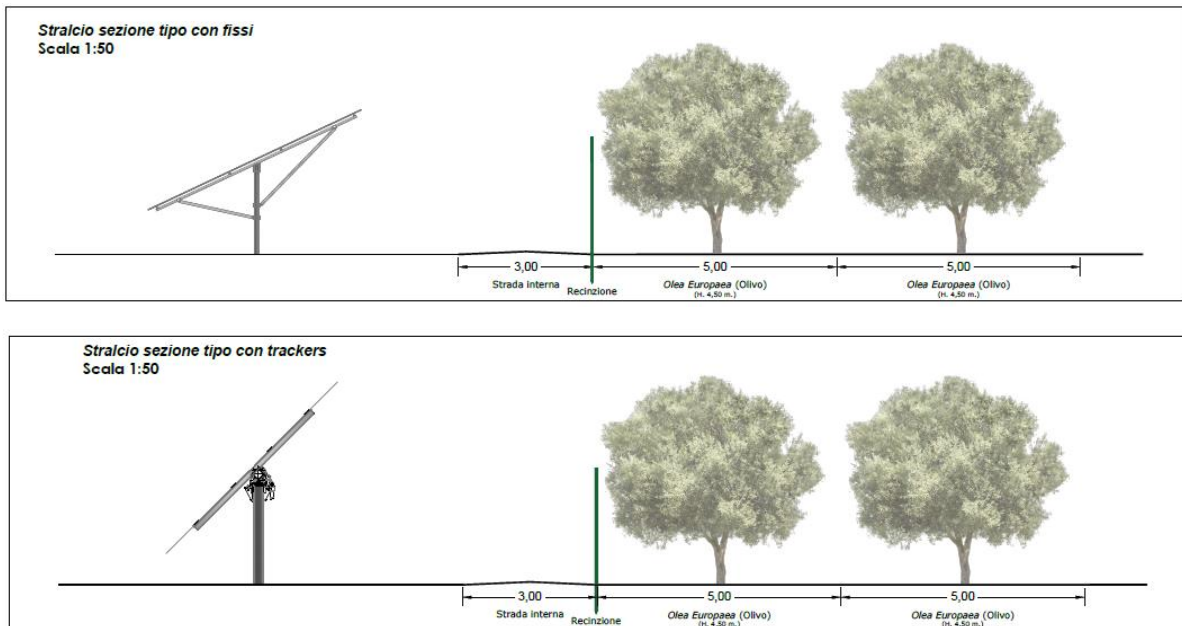 Stralcio sezione tipo con fissi
Scala 1:50
3,00 5,00 5,00
Strada interna Recinzione Olea Europaea (Olivo) Olea Europaea (Olivo)
(H. 4,50 m.) (H. 4,50 m.)
Stralcio sezione tipo con trackers
Scala 1:50
3,00 5,00 5,00
Strada interna Recinzione Olea Europaea (Olivo) Olea Europaea (Olivo)
(H. 4,50 m.) (H. 4,50 m.)